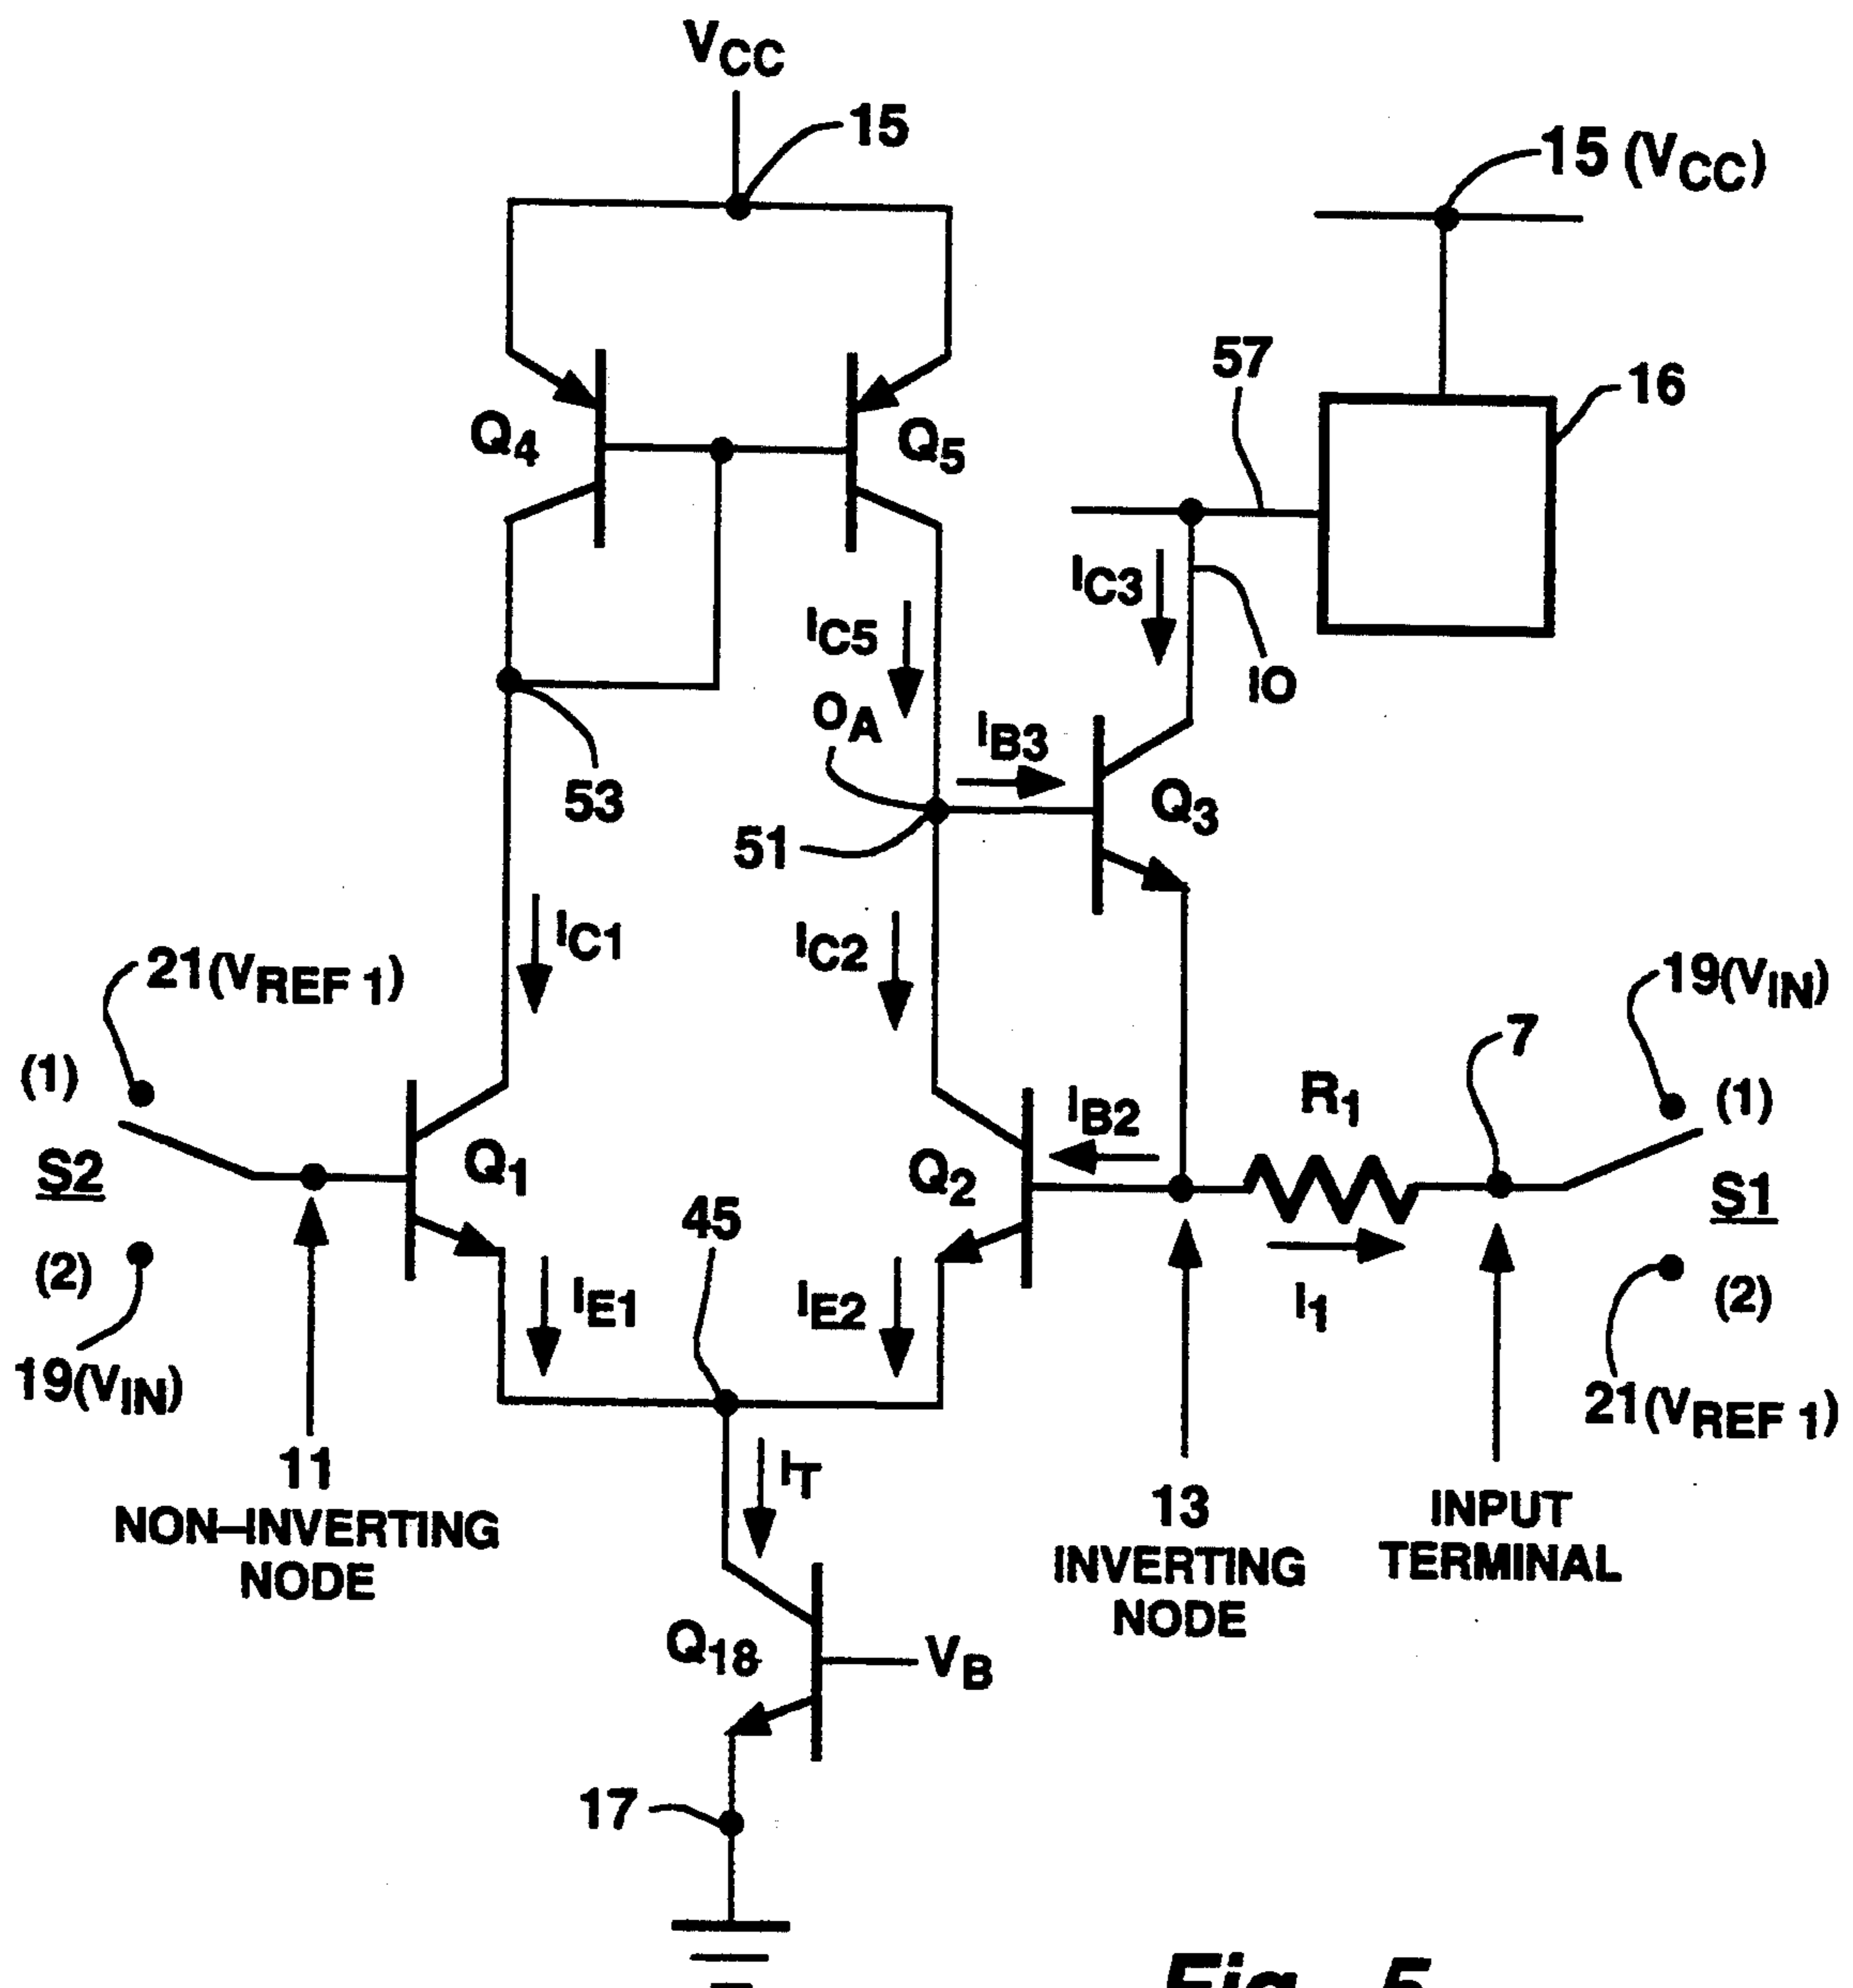 VCC
15
15 (VCC)
57
16
Q4
Q5
IC3
IC5
IO
OA
IB3
53
Q3
51
IC1
IC2
21(VREF 1)
19(VIN)
7
(1)
IB2
R1
(1)
S2
Q1
Q2
S1
45
(2)
IE1
IE2
I1
(2)
19(VIN)
21(VREF 1)
11
NON-INVERTING
NODE
IT
13
INVERTING
NODE
INPUT
TERMINAL
Q18
VB
17
Fig. 5